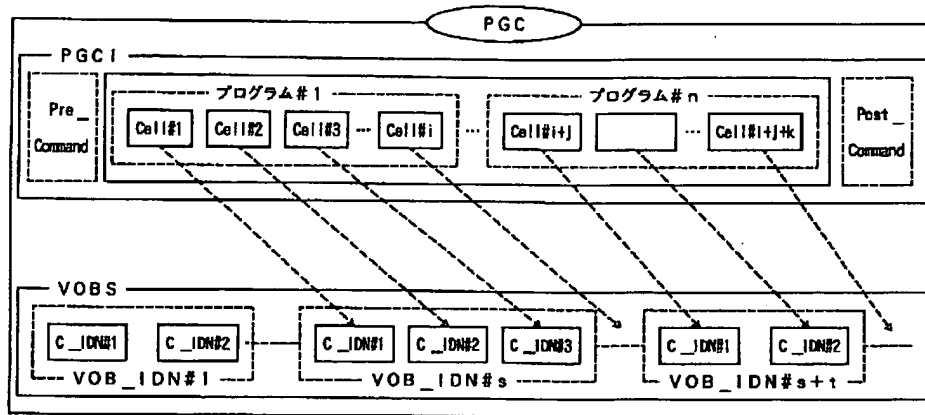 PGC
PGCI
プログラム#1
プログラム#n
Pre_
Command
Cell#1 Cell#2 Cell#3 … Cell#i … Cell#i+j … Cell#i+j+k
Post_
Command
VOBS
C_IDN#1 C_IDN#2 C_IDN#1 C_IDN#2 C_IDN#3 C_IDN#1 C_IDN#2
VOB_IDN#1 VOB_IDN#s VOB_IDN#s+t